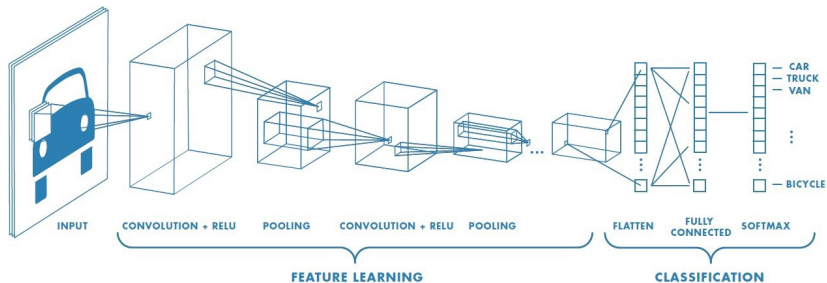 CAR
TRUCK
VAN
BICYCLE
INPUT
CONVOLUTION + RELU
POOLING
CONVOLUTION + RELU
POOLING
FLATTEN
FULLY
CONNECTED
SOFTMAX
FEATURE LEARNING
CLASSIFICATION